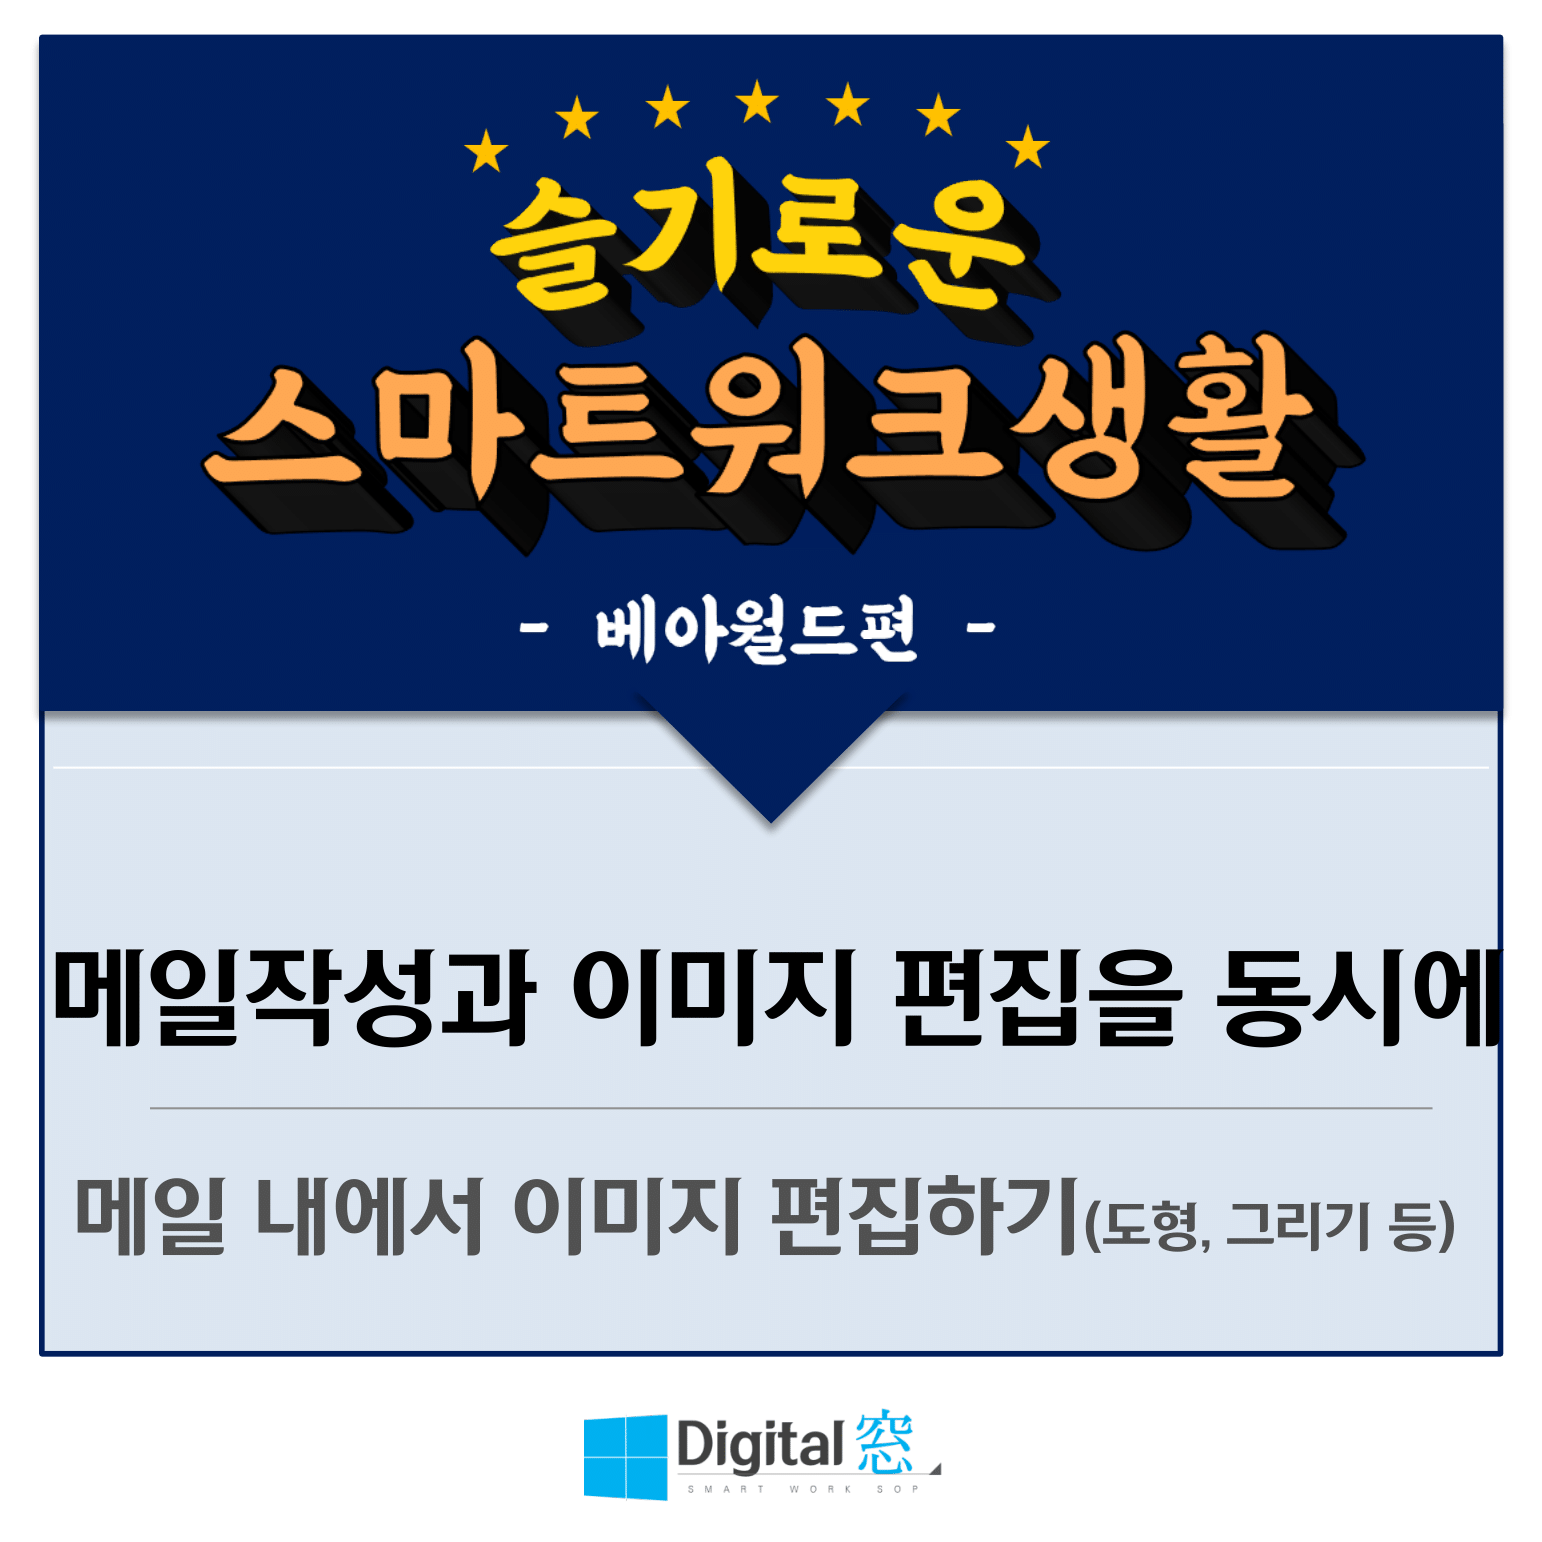 슬기로운
스마트워크생활
- 베아월드편 -
메일작성과 이미지 편집을 동시에
메일 내에서 이미지 편집하기(도형, 그리기 등)
Digital 窓
SMART WORK SOP